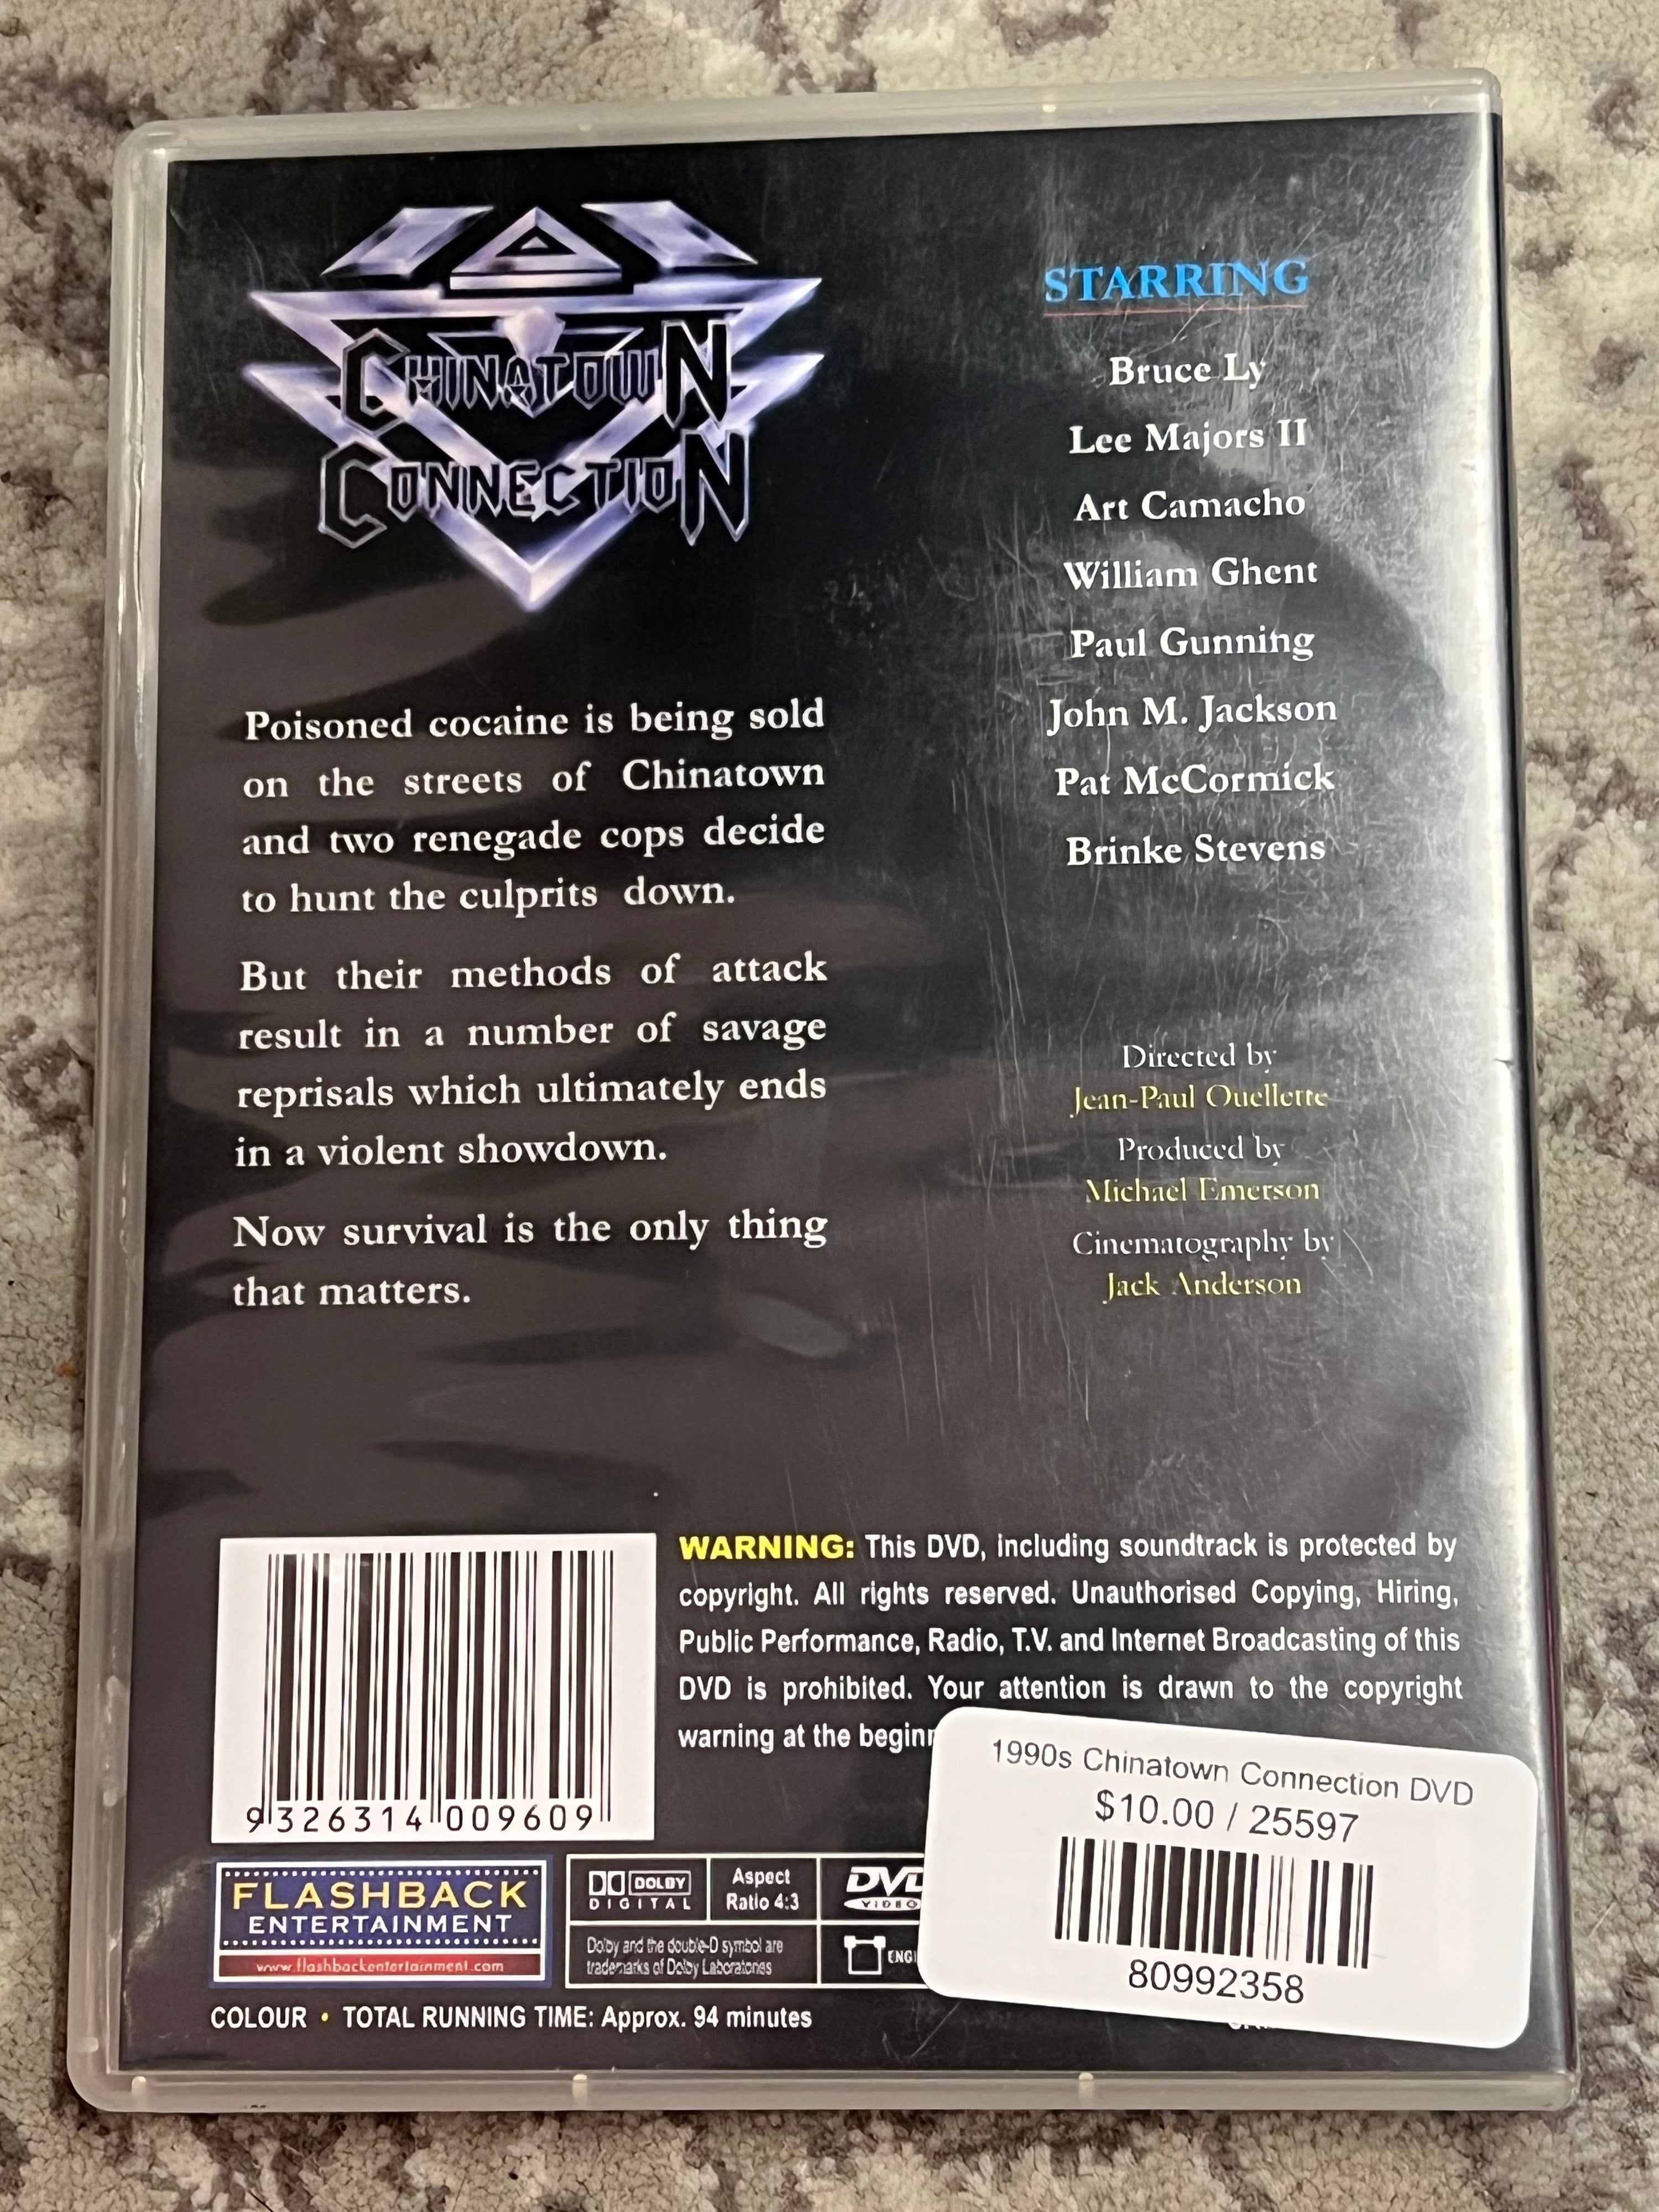 CHINATOWN
CONNECTION
Poisoned cocaine is being sold
on the streets of Chinatown
and two renegade cops decide
to hunt the culprits down.
But their methods of attack
result in a number of savage
reprisals which ultimately ends
in a violent showdown.
Now survival is the only thing
that matters.
STARRING
Bruce Ly
Lee Majors II
Art Camacho
William Ghent
Paul Gunning
John M. Jackson
Pat McCormick
Brinke Stevens
Directed by
Jean-Paul Ouellette
Produced by
Michael Emerson
Cinematography by
Jack Anderson
WARNING: This DVD, including soundtrack is protected by
copyright. All rights reserved. Unauthorised Copying, Hiring,
Public Performance, Radio, T.V. and Internet Broadcasting of this
DVD is prohibited. Your attention is drawn to the copyright
warning at the
9 326314 009609
FLASHBACK
ENTERTAINMENT
www.flashbackentertainment.com
DOLBY
DIGITAL
Aspect
Ratio 4:3
DVD
VIDEO
Dolby and the double-D symbol are
trademarks of Dolby Laboratories
COLOUR • TOTAL RUNNING TIME: Approx. 94 minutes
1990s Chinatown Connection DVD
$10.00 / 25597
80992358